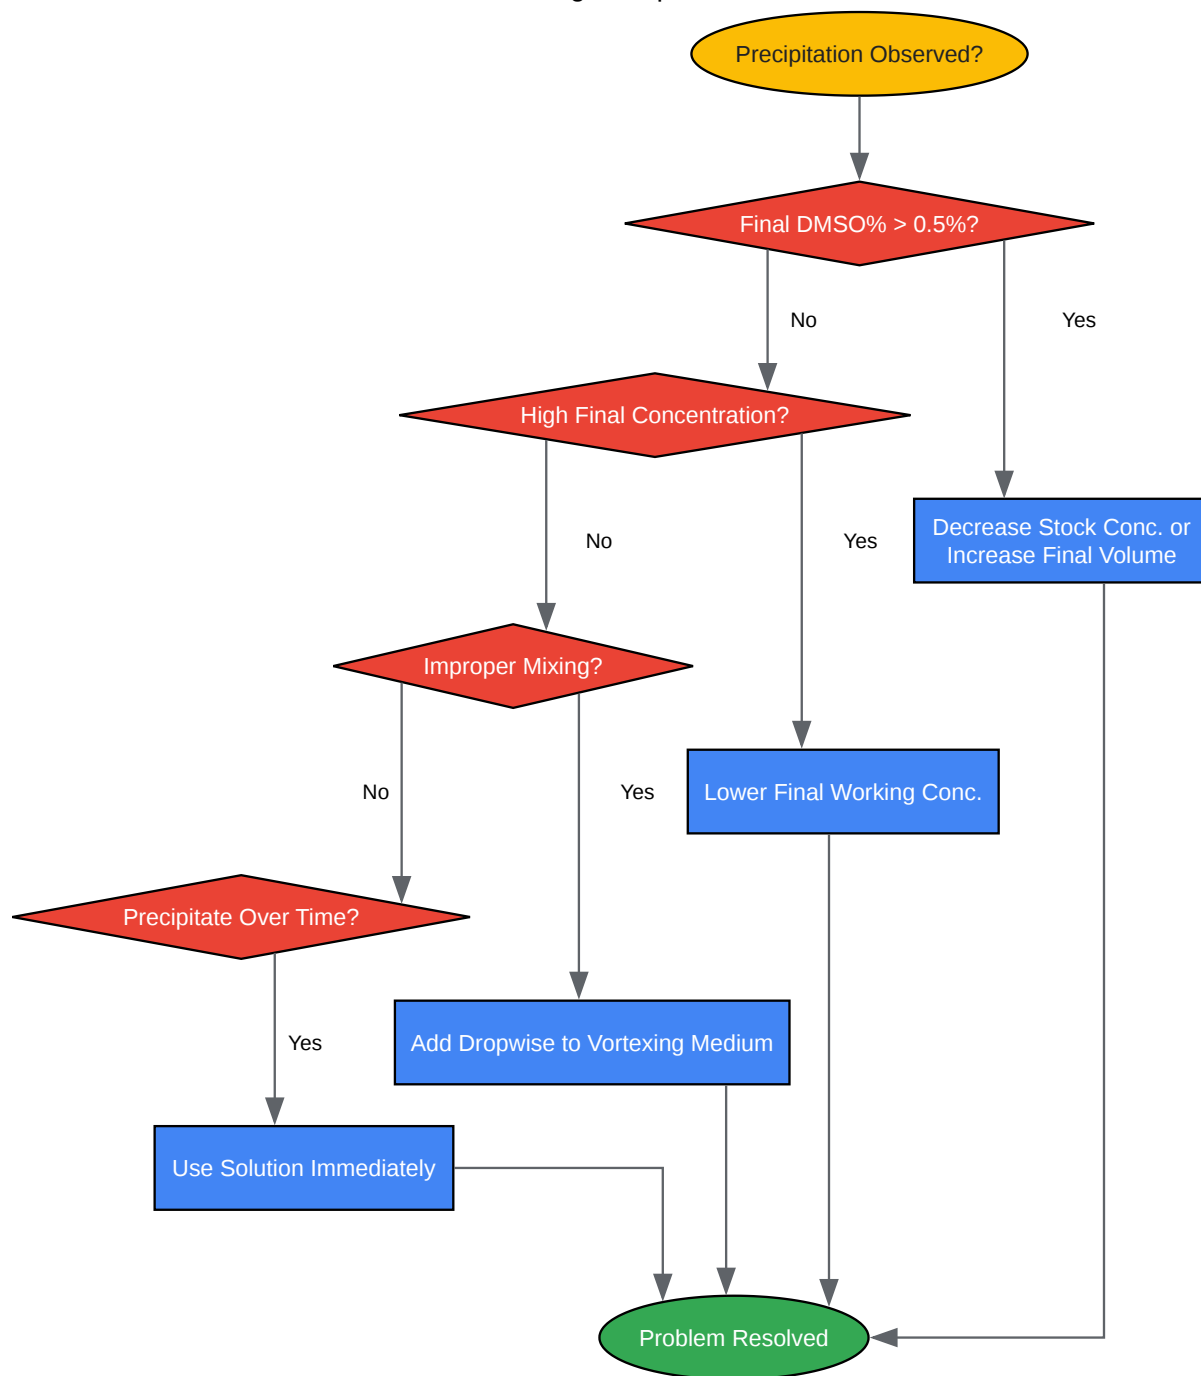 Precipitation Observed?
Final DMSO% > 0.5%?
No
Yes
High Final Concentration?
No
Yes
Decrease Stock Conc. or
Increase Final Volume
Improper Mixing?
No
Yes
Lower Final Working Conc.
Precipitate Over Time?
Yes
Add Dropwise to Vortexing Medium
Use Solution Immediately
Problem Resolved